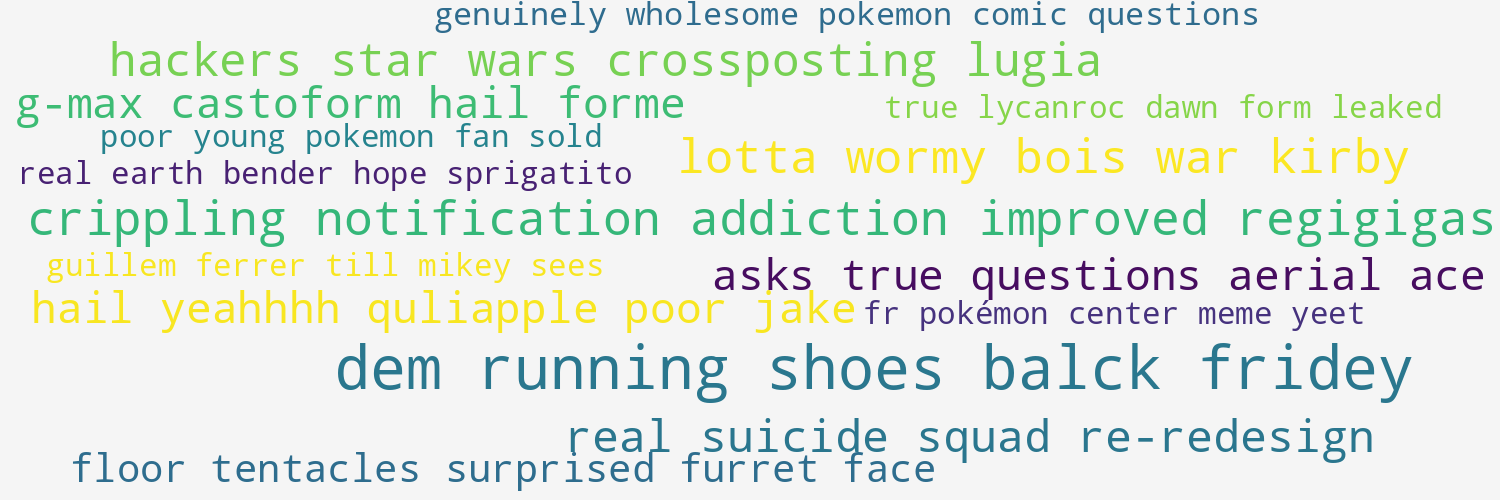 genuinely wholesome pokemon comic questions
hackers star wars crossposting lugia
g-max castoform hail forme
true lycanroc dawn form leaked
poor young pokemon fan sold
lotta wormy bois war kirby
real earth bender hope sprigatito
crippling notification addiction improved regigigas
guillem ferrer till mikey sees
asks true questions aerial ace
hail yeahhhh quliapple poor jake
fr pokémon center meme yeet
dem running shoes balck fridey
real suicide squad re-redesign
floor tentacles surprised furret face